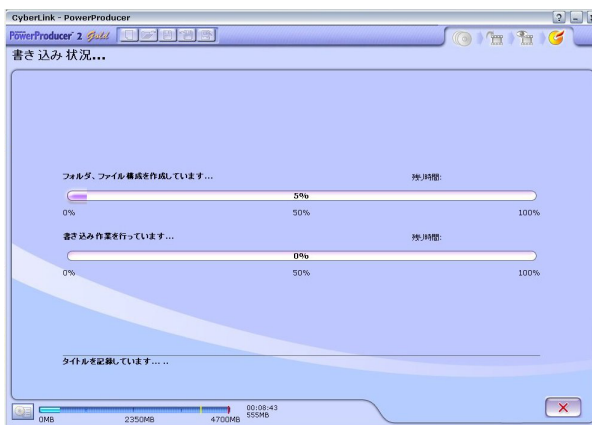 CyberLink - PowerProducer
PowerProducer 2 Gold
書き込み状況...
フォルダ、ファイル構成を作成しています... 残り時間:
5%
0% 50% 100%
書き込み作業を行っています... 残り時間:
0%
0% 50% 100%
タイトルを記録しています... ..
00:08:43
555MB
0MB 2350MB 4700MB